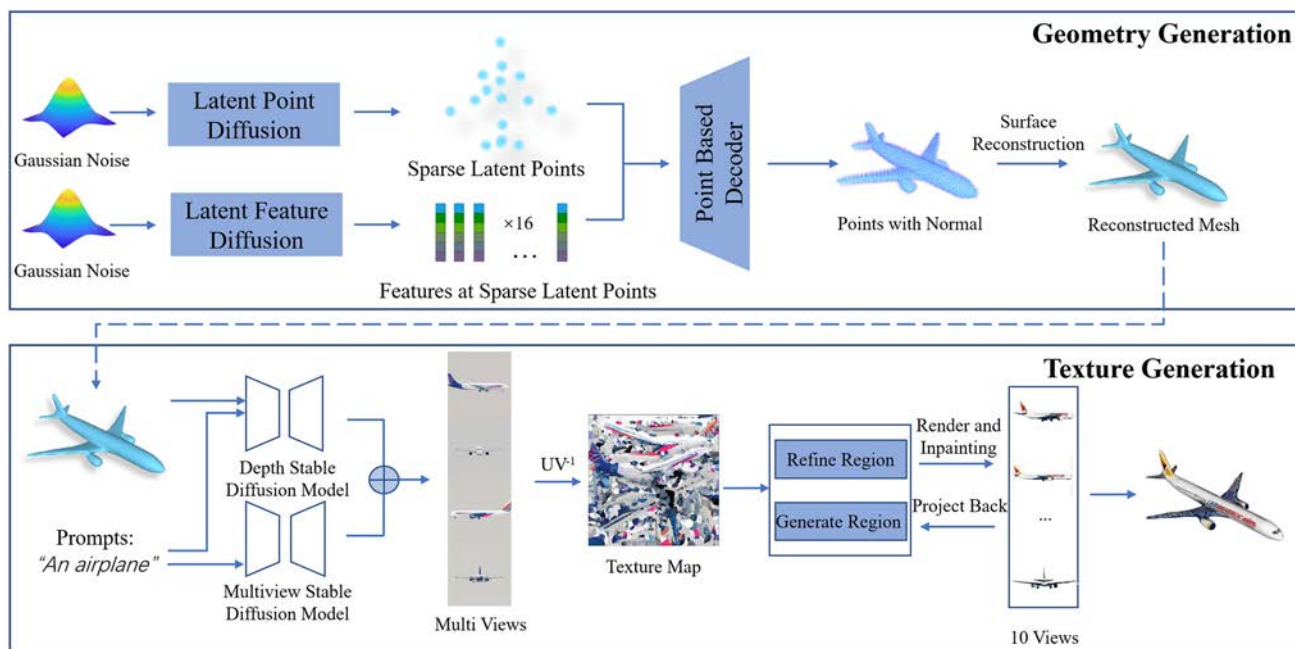 Geometry Generation
Gaussian Noise
Latent Point
Diffusion
Sparse Latent Points
Gaussian Noise
Latent Feature
Diffusion
×16
...
Features at Sparse Latent Points
Point Based
Decoder
Points with Normal
Surface
Reconstruction
Reconstructed Mesh
Texture Generation
Prompts:
“An airplane”
Depth Stable
Diffusion Model
Multiview Stable
Diffusion Model
Multi Views
UV⁻¹
Texture Map
Refine Region
Generate Region
Render and
Inpainting
Project Back
...
10 Views